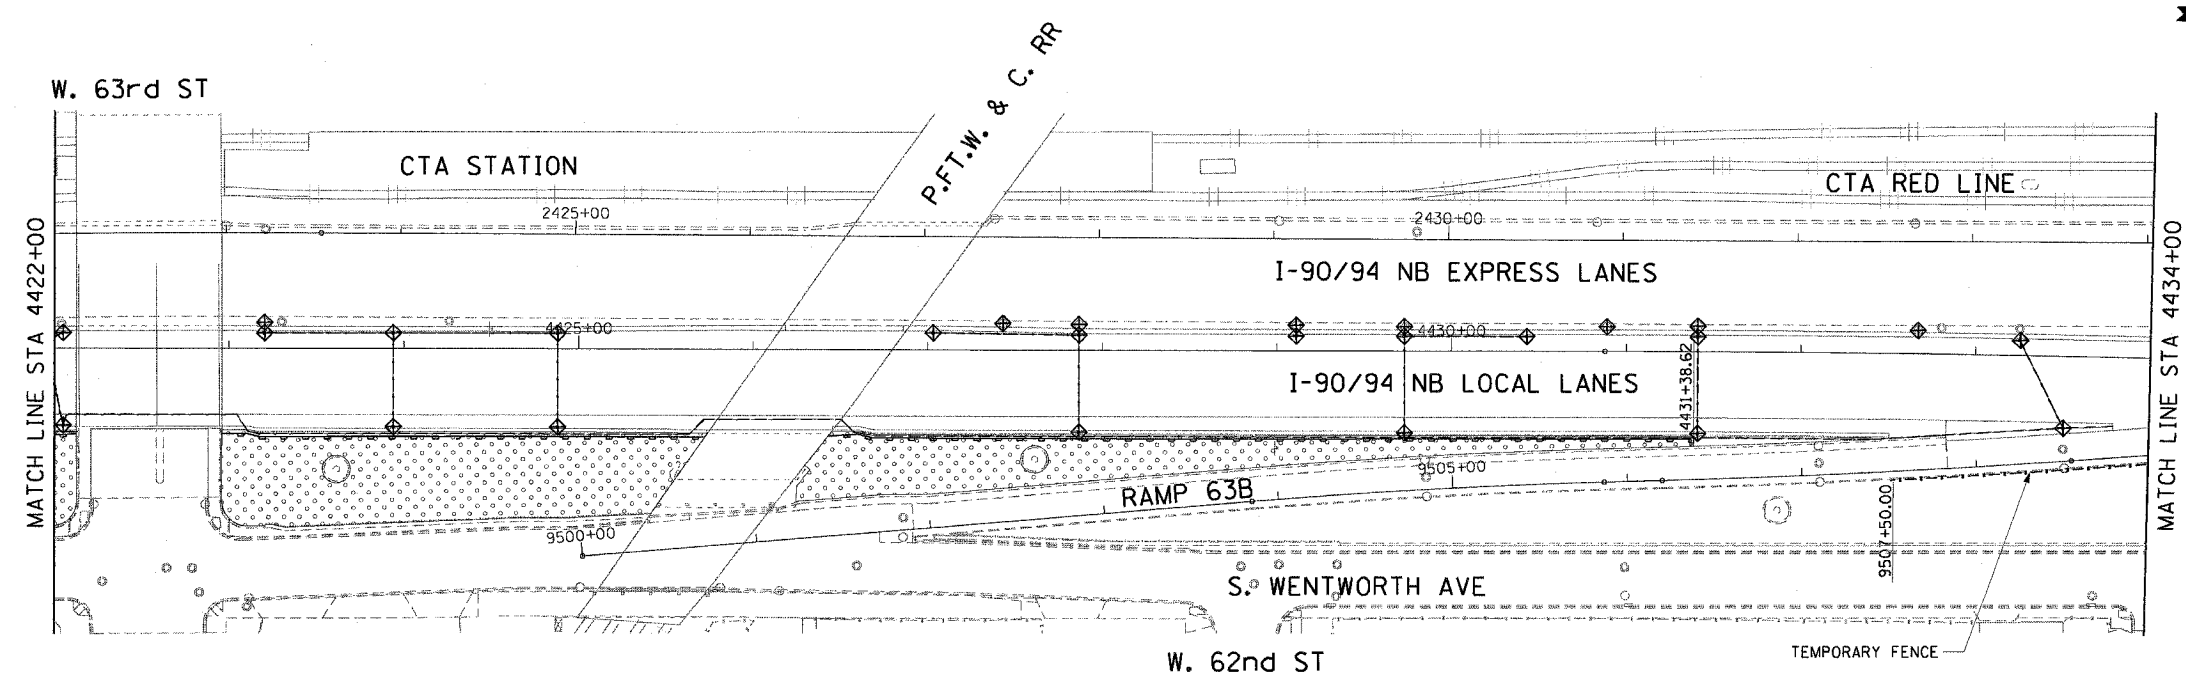 W. 63rd ST
P.FT.W. & C. RR
CTA STATION
CTA RED LINE
2425+00
2430+00
MATCH LINE STA 4422+00
MATCH LINE STA 4434+00
I-90/94 NB EXPRESS LANES
4425+00
4430+00
I-90/94 NB LOCAL LANES
4431+38.62
9505+00
RAMP 63B
9500+00
9507+50.00
S. WENTWORTH AVE
TEMPORARY FENCE
W. 62nd ST